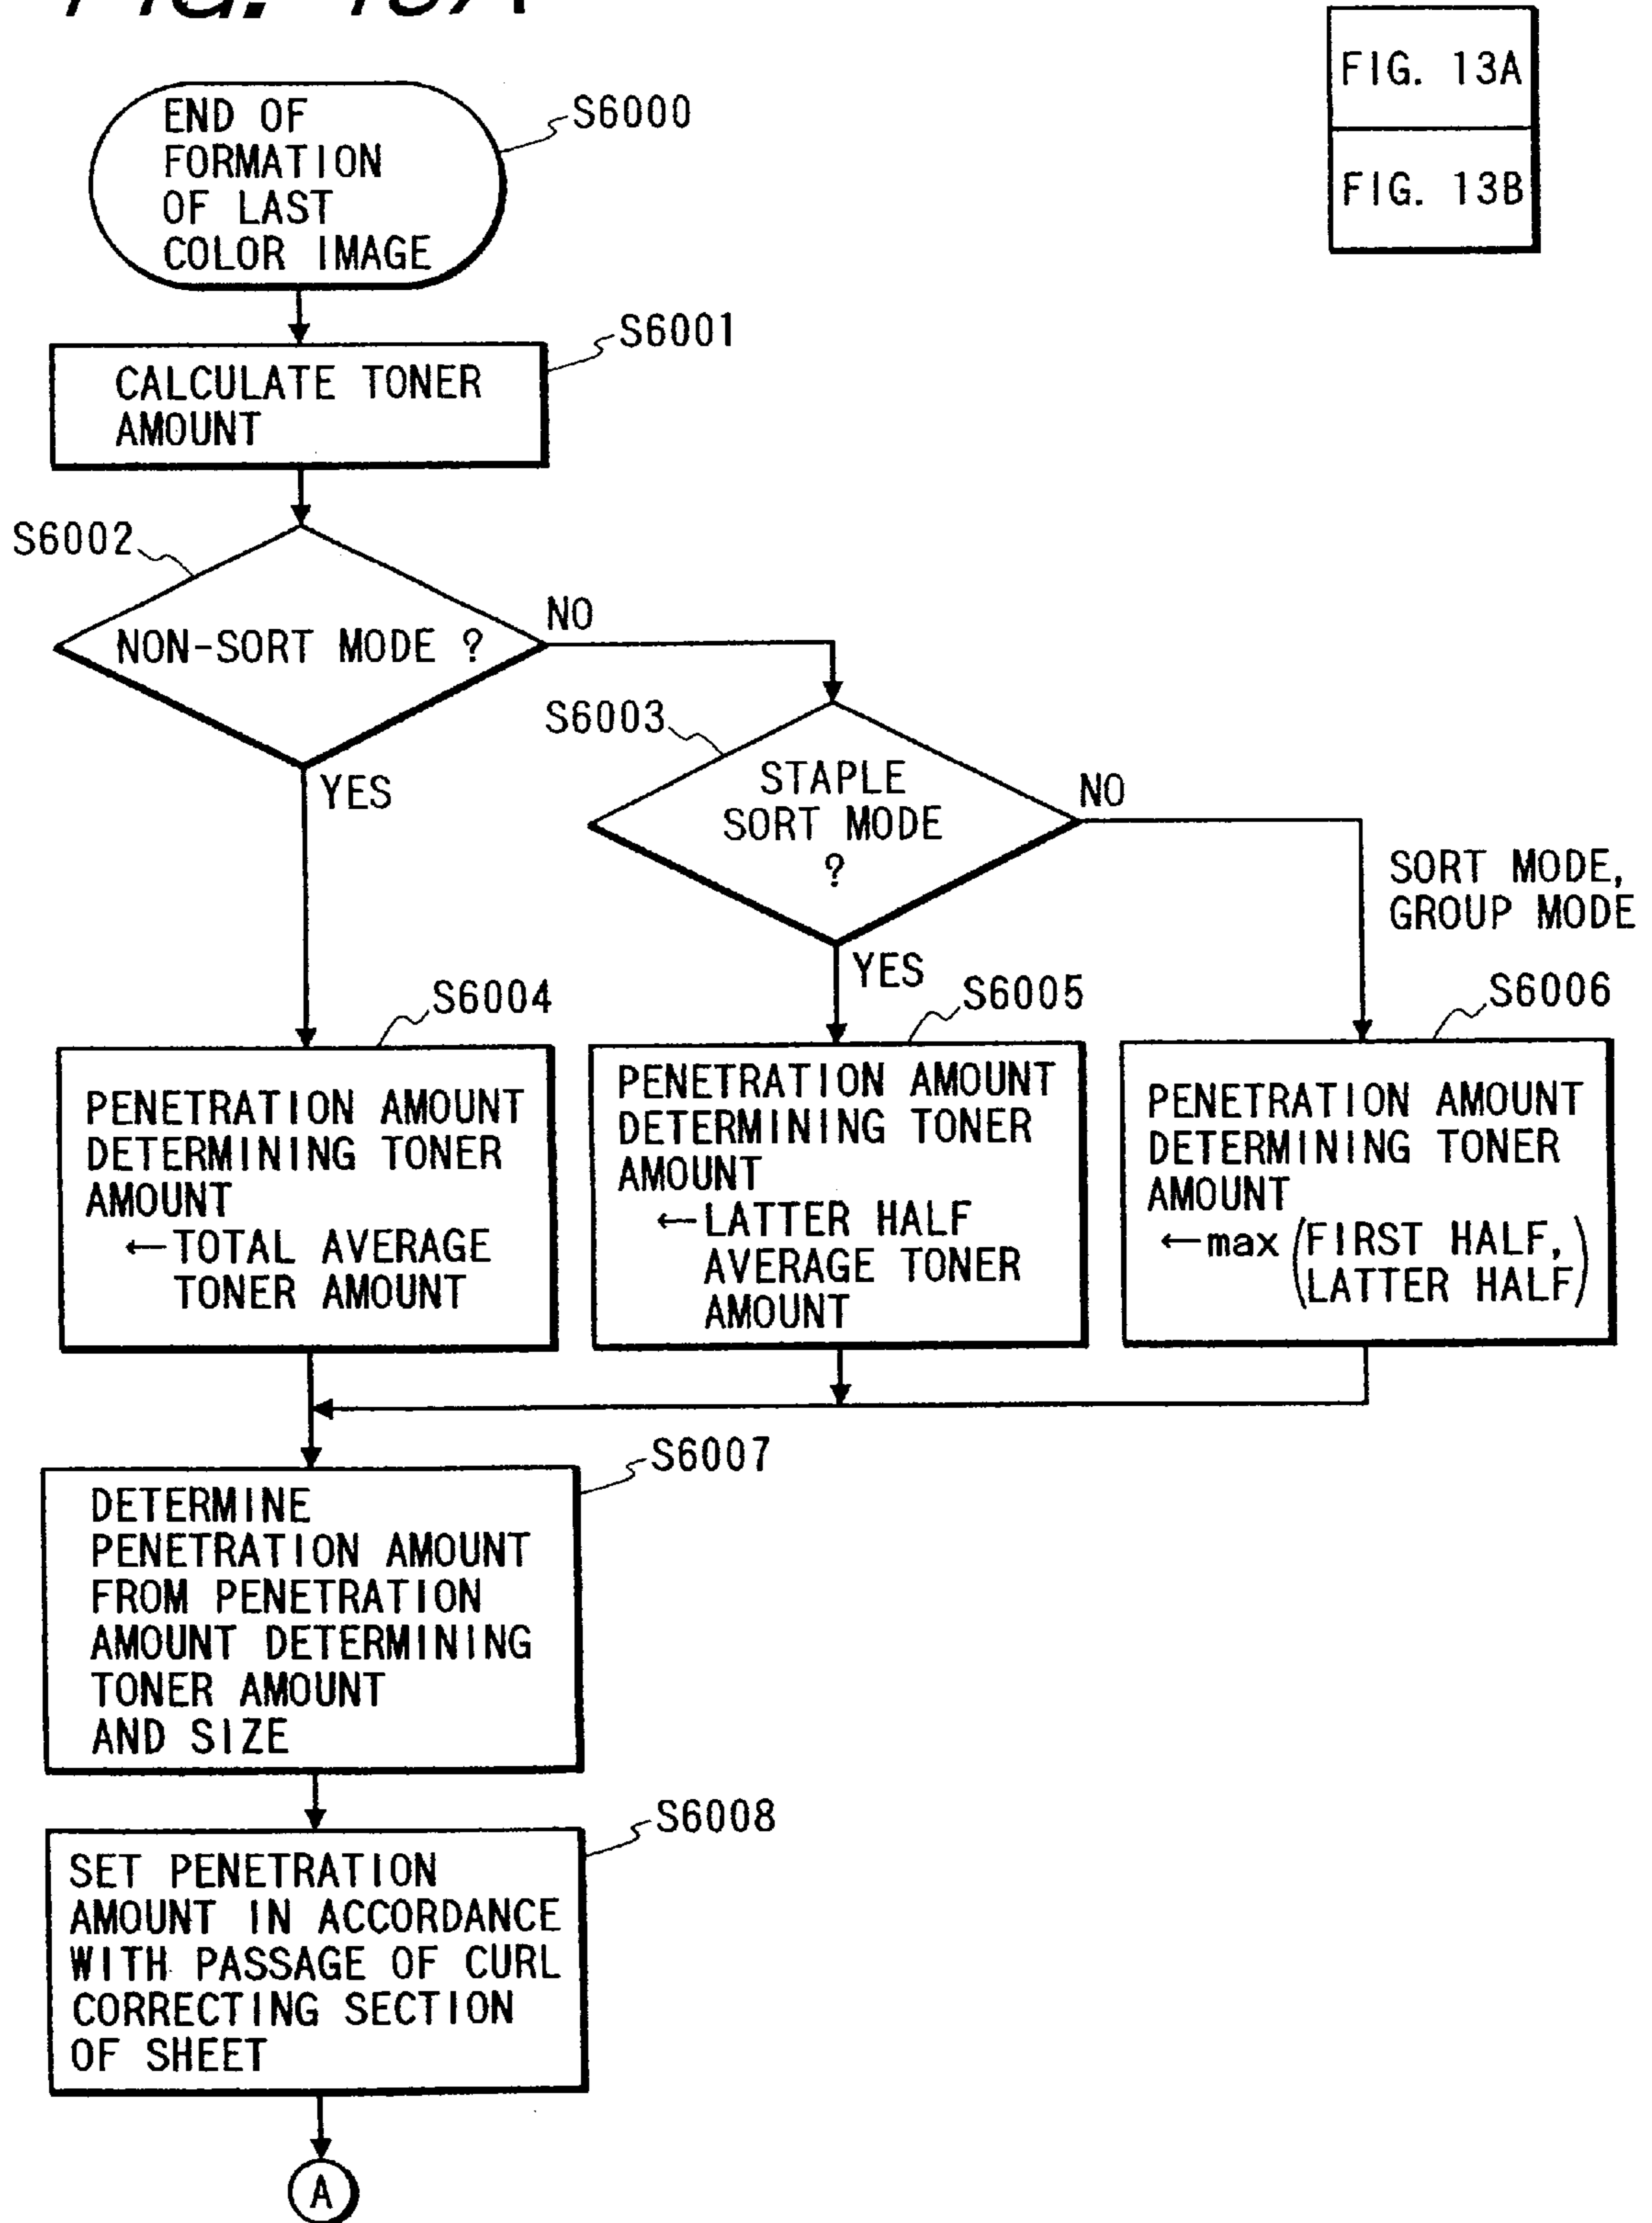 FIG. 13A
FIG. 13A
FIG. 13B
END OF
FORMATION
OF LAST
COLOR IMAGE
S6000
S6001
CALCULATE TONER
AMOUNT
S6002
NON-SORT MODE ?
NO
YES
S6003
STAPLE
SORT MODE
?
NO
YES
SORT MODE,
GROUP MODE
S6004
PENETRATION AMOUNT
DETERMINING TONER
AMOUNT
←TOTAL AVERAGE
TONER AMOUNT
S6005
PENETRATION AMOUNT
DETERMINING TONER
AMOUNT
←LATTER HALF
AVERAGE TONER
AMOUNT
S6006
PENETRATION AMOUNT
DETERMINING TONER
AMOUNT
←max (FIRST HALF,
LATTER HALF)
S6007
DETERMINE
PENETRATION AMOUNT
FROM PENETRATION
AMOUNT DETERMINING
TONER AMOUNT
AND SIZE
S6008
SET PENETRATION
AMOUNT IN ACCORDANCE
WITH PASSAGE OF CURL
CORRECTING SECTION
OF SHEET
A